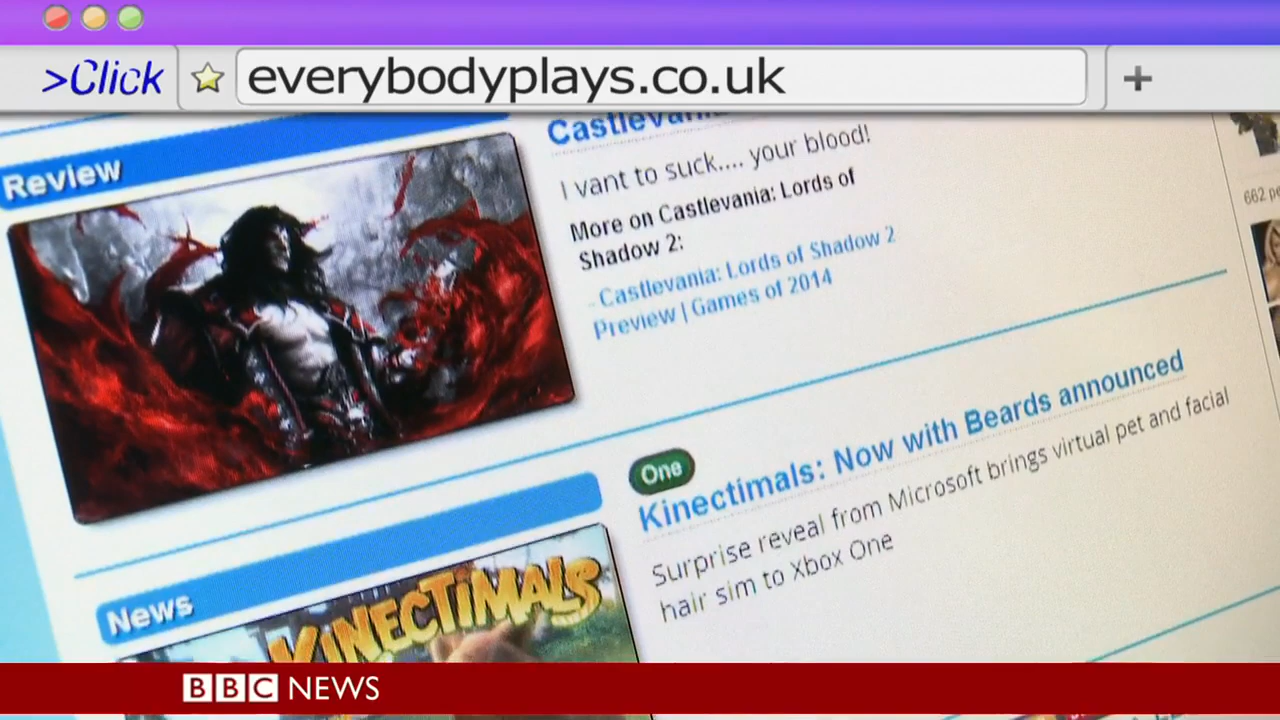 >Click
everybodyplays.co.uk
+
Review
I vant to suck.... your blood!
More on Castlevania: Lords of
Shadow 2:
- Castlevania: Lords of Shadow 2
Preview | Games of 2014
662
One
Kinectimals: Now with Beards announced
Surprise reveal from Microsoft brings virtual pet and facial
hair sim to Xbox One
News
KINECTIMALS
BBC NEWS